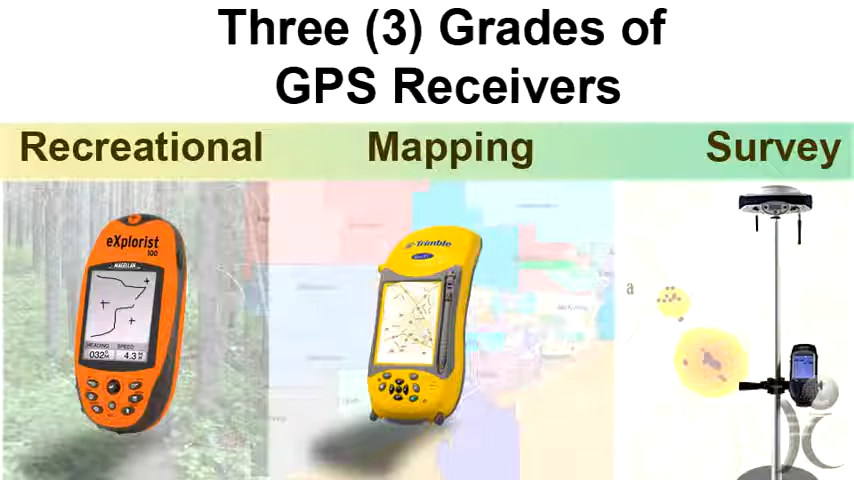 Three (3) Grades of
GPS Receivers
Recreational
Mapping
Survey
eXplorist
100
MAGELLAN
HEADING SPEED
032° 4.3
Trimble
a